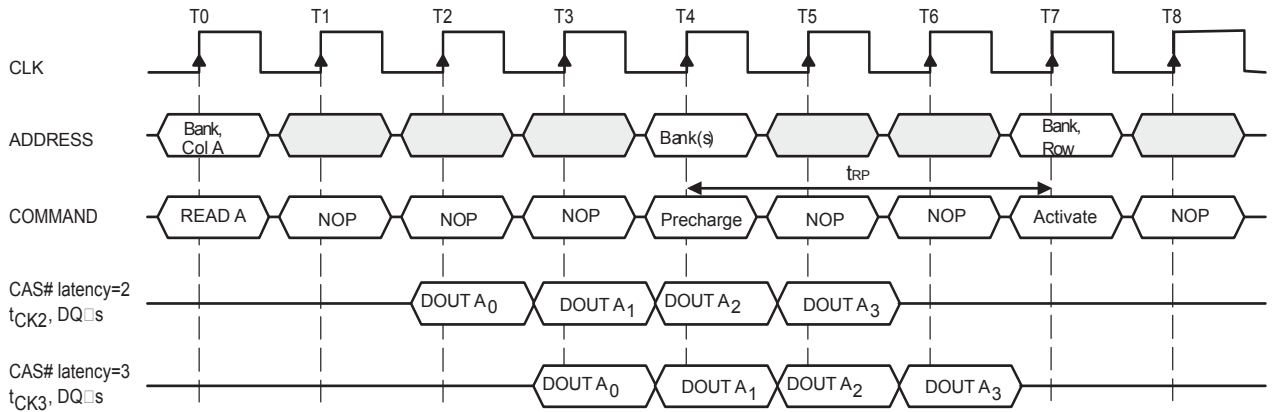 T0 T1 T2 T3 T4 T5 T6 T7 T8
CLK
ADDRESS
Bank, Col A
Bank(s)
Bank, Row
tRP
COMMAND READ A NOP NOP NOP Precharge NOP NOP Activate NOP
CAS# latency=2
tCK2, DQ□s
DOUT A0 DOUT A1 DOUT A2 DOUT A3
CAS# latency=3
tCK3, DQ□s
DOUT A0 DOUT A1 DOUT A2 DOUT A3